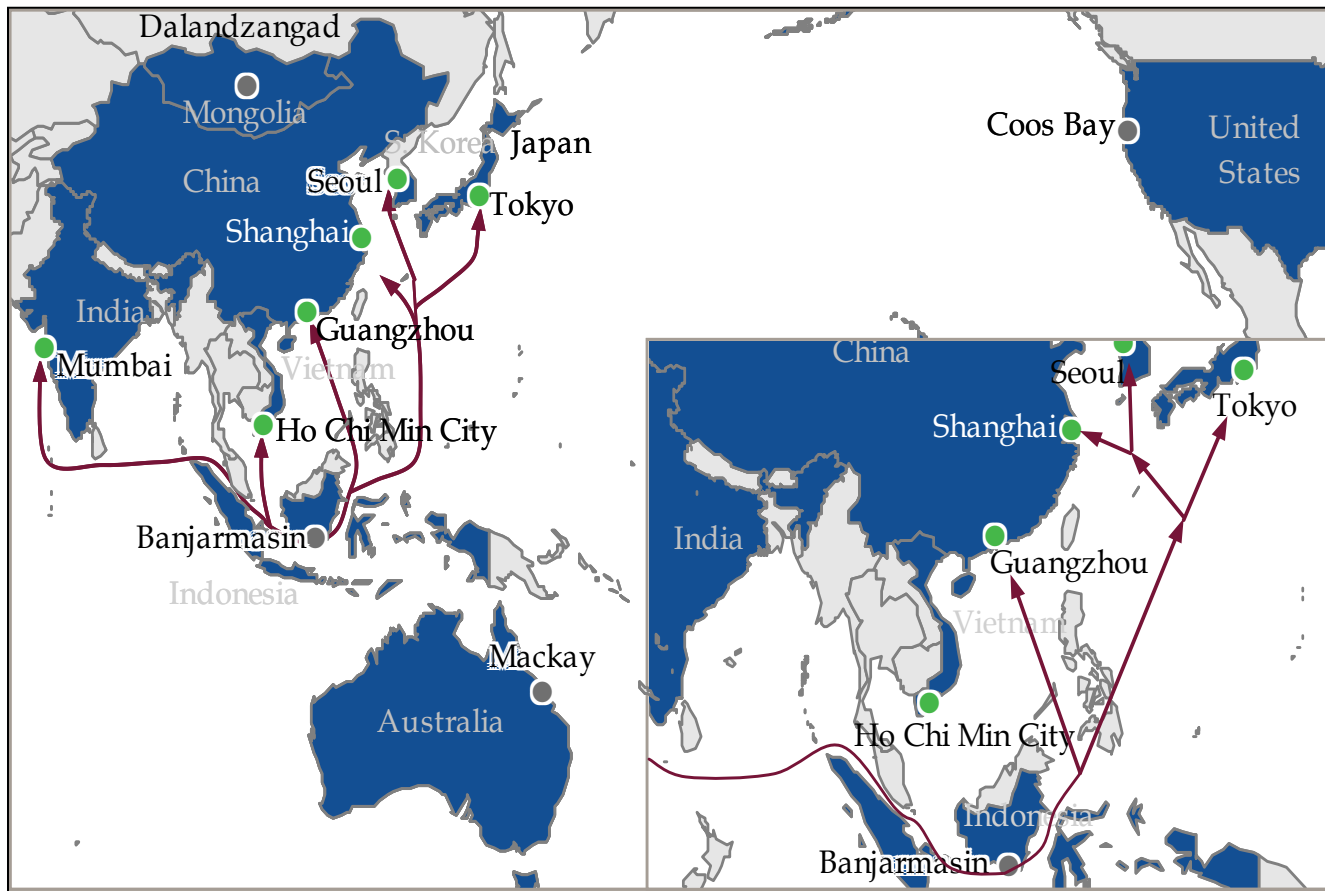 Dalandzangad
Mongolia
S. Korea
Japan
Coos Bay
United
States
China
Seoul
Tokyo
Shanghai
India
Guangzhou
Mumbai
Vietnam
Ho Chi Min City
Banjarmasin
Indonesia
Mackay
Australia
China
Seoul
Tokyo
Shanghai
India
Guangzhou
Vietnam
Ho Chi Min City
Indonesia
Banjarmasin